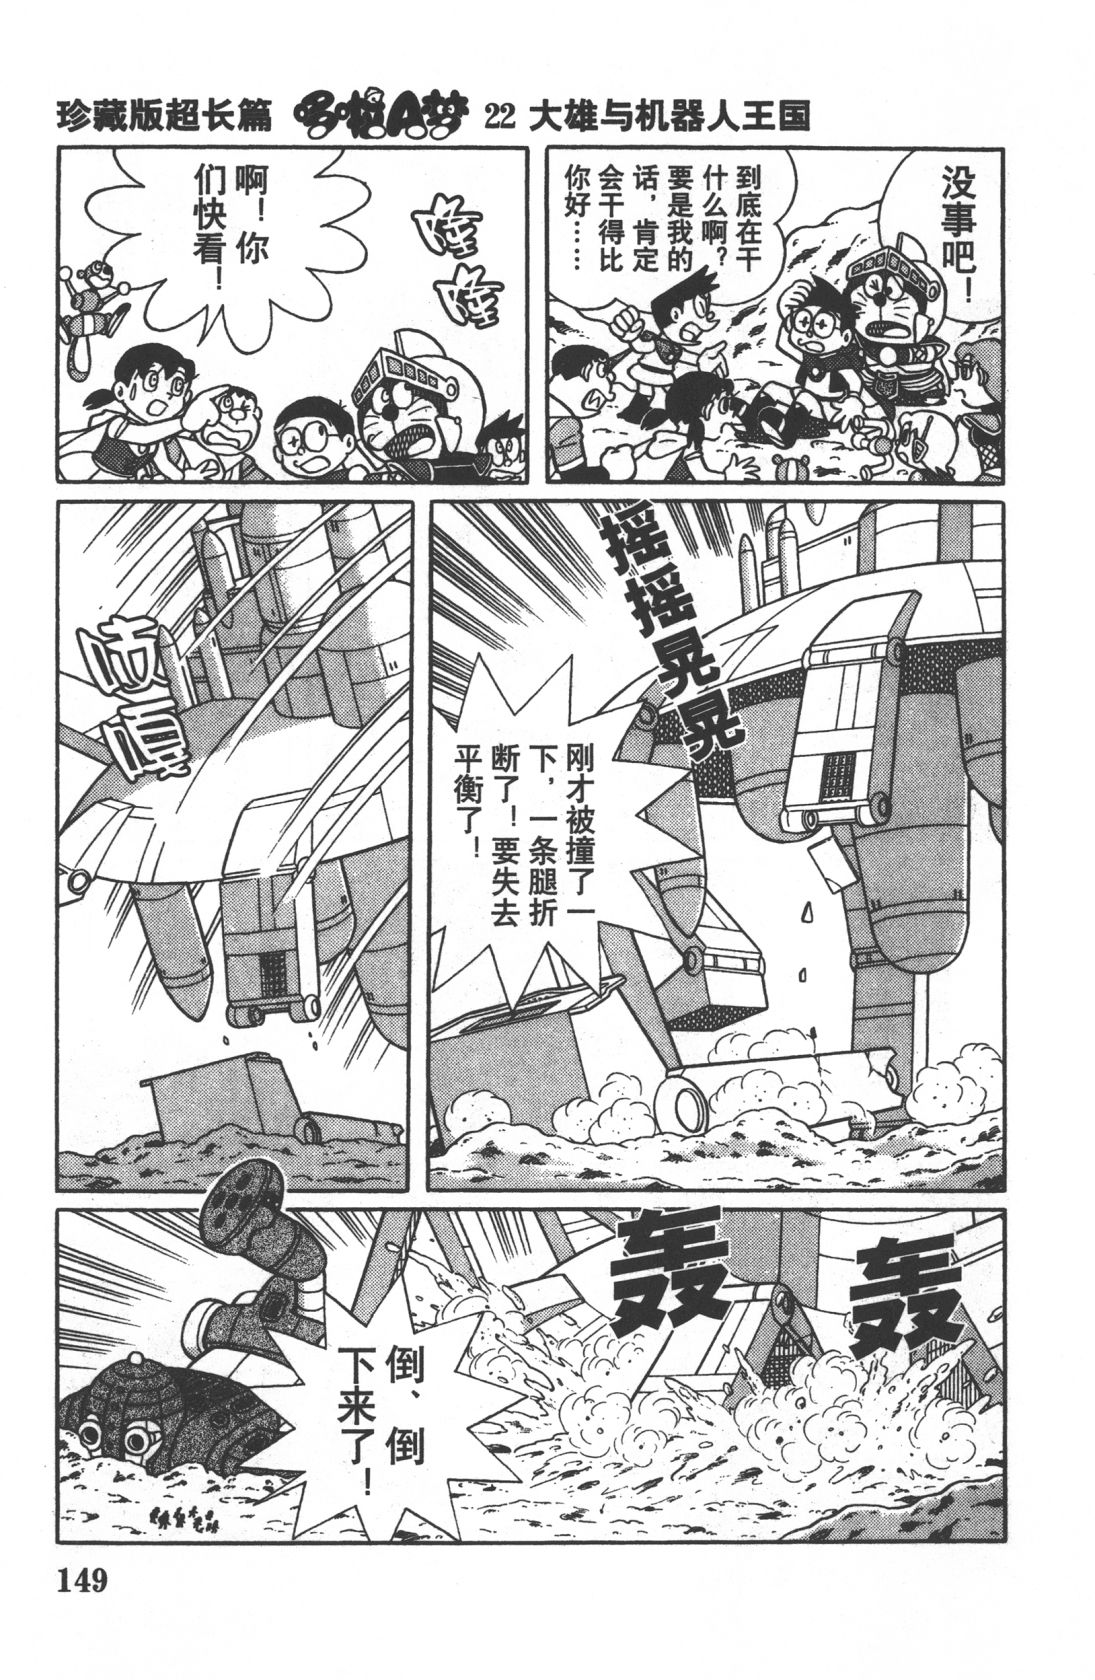 珍藏版超长篇 哆啦A梦 22 大雄与机器人王国
没事吧！
到底在干
什么啊？
要是我的
话，肯定
会干得比
你好……
啊！你
们快看！
嘡
嘡
摇摇晃晃
刚才被撞了一
下，一条腿折
断了！要失去
平衡了！
吱
嘎
轰
轰
倒、倒
下来了！
149